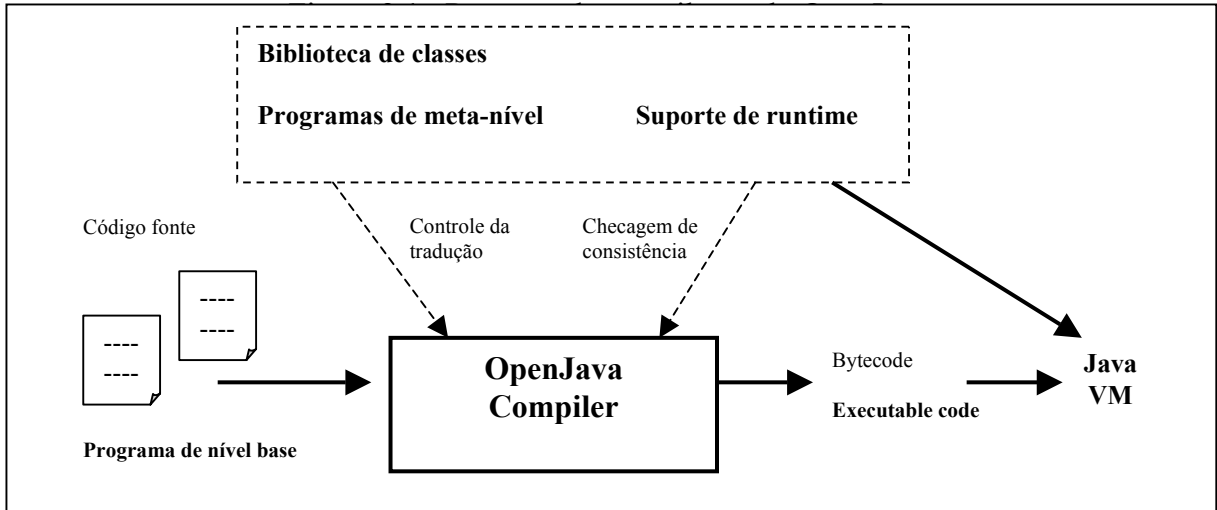 Biblioteca de classes
Programas de meta-nível
Suporte de runtime
Código fonte
Controle da
tradução
Checagem de
consistência
----
----
----
----
OpenJava
Compiler
Bytecode
Executable code
Java
VM
Programa de nível base